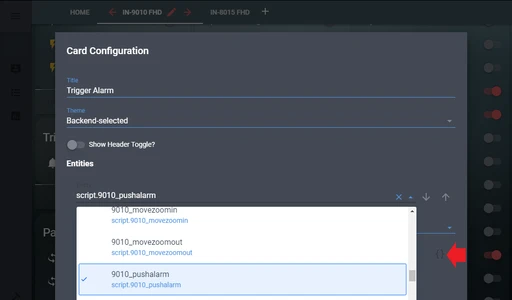 HOME
IN-9010 FHD
IN-8015 FHD
Card Configuration
Title
Trigger Alarm
Theme
Backend-selected
Show Header Toggle?
Entities
script.9010_pushalarm
9010_movezoomin
script.9010_movezoomin
9010_movezoomout
script.9010_movezoomout
9010_pushalarm
script.9010_pushalarm
Tri
Pa